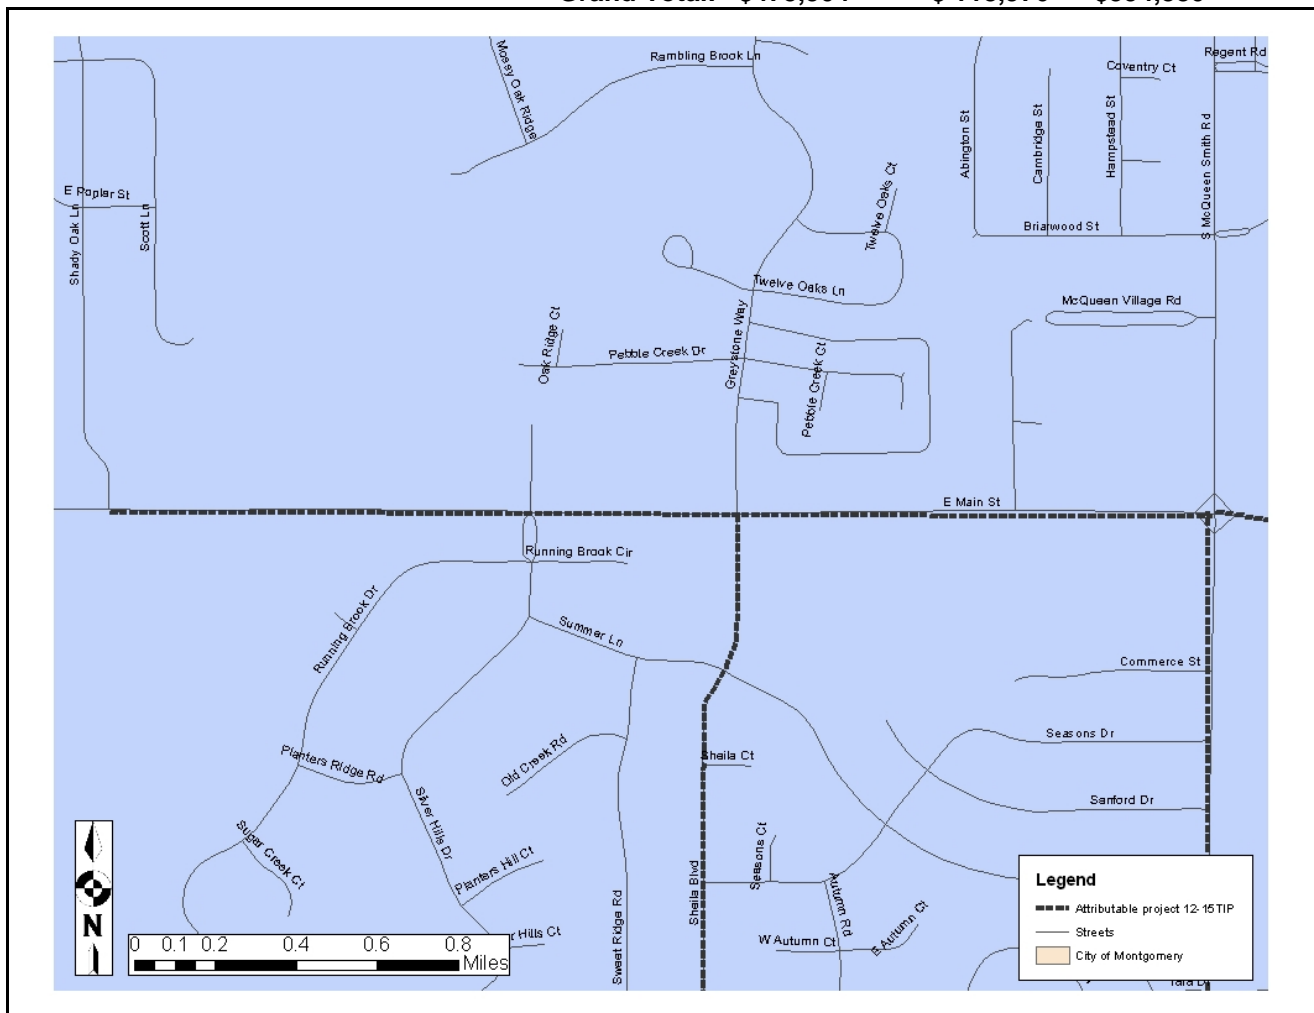 Rambling Brook Ln
Mossy Oak Ridge
Regent Rd
Coventry Ct
Abington St
Cambridge St
Hampstead St
S McQueen Smith Rd
E Poplar St
Shady Oak Ln
Scott Ln
Twelve Oaks Ct
Briarwood St
Twelve Oaks Ln
McQueen Village Rd
Oak Ridge Ct
Greystone Way
Pebble Creek Dr
Pebble Creek Ct
E Main St
Running Brook Cir
Running Brook Dr
Summer Ln
Commerce St
Seasons Dr
Planters Ridge Rd
Old Creek Rd
Sheila Ct
Silver Hills Dr
Sanford Dr
Sugar Creek Ct
Planters Hill Ct
Seasons Ct
Sheila Blvd
Autumn Rd
Sweet Ridge Rd
W Autumn Ct
E Autumn Ct
Hills Ct
N
0 0.1 0.2 0.4 0.6 0.8
Miles
Legend
Attributable project 12-15TIP
Streets
City of Montgomery